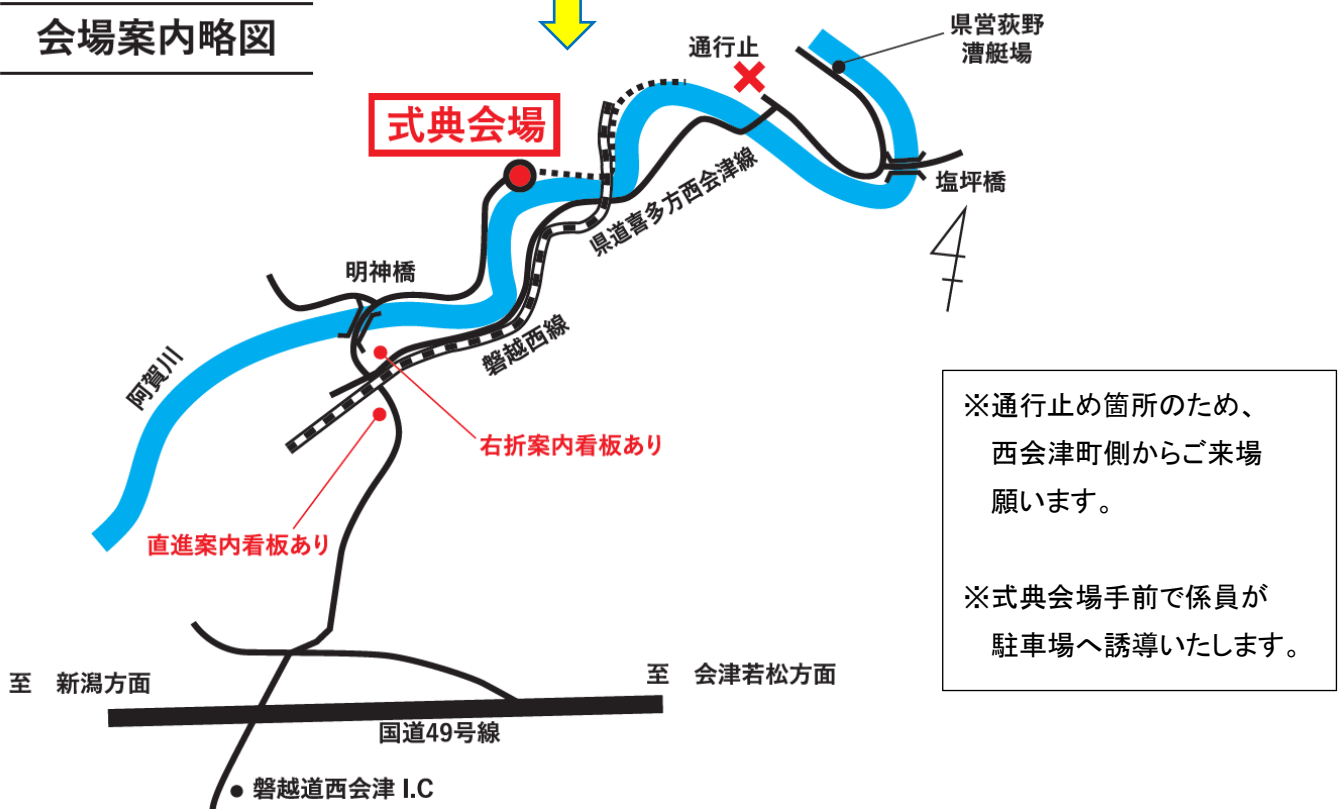 会場案内略図
通行止
県営荻野
漕艇場
式典会場
塩坪橋
県道喜多方西会津線
明神橋
磐越西線
阿賀川
右折案内看板あり
直進案内看板あり
※通行止め箇所のため、
西会津町側からご来場
願います。
※式典会場手前で係員が
駐車場へ誘導いたします。
至 新潟方面
至 会津若松方面
国道49号線
磐越道西会津 I.C